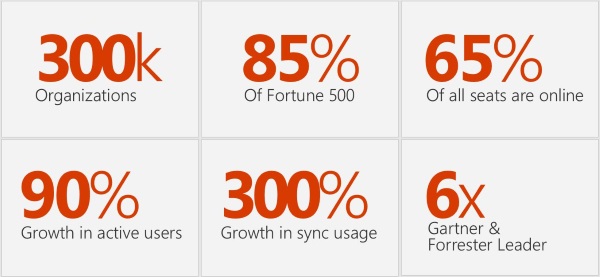 300k
Organizations
85%
Of Fortune 500
65%
Of all seats are online
90%
Growth in active users
300%
Growth in sync usage
6x
Gartner &
Forrester Leader